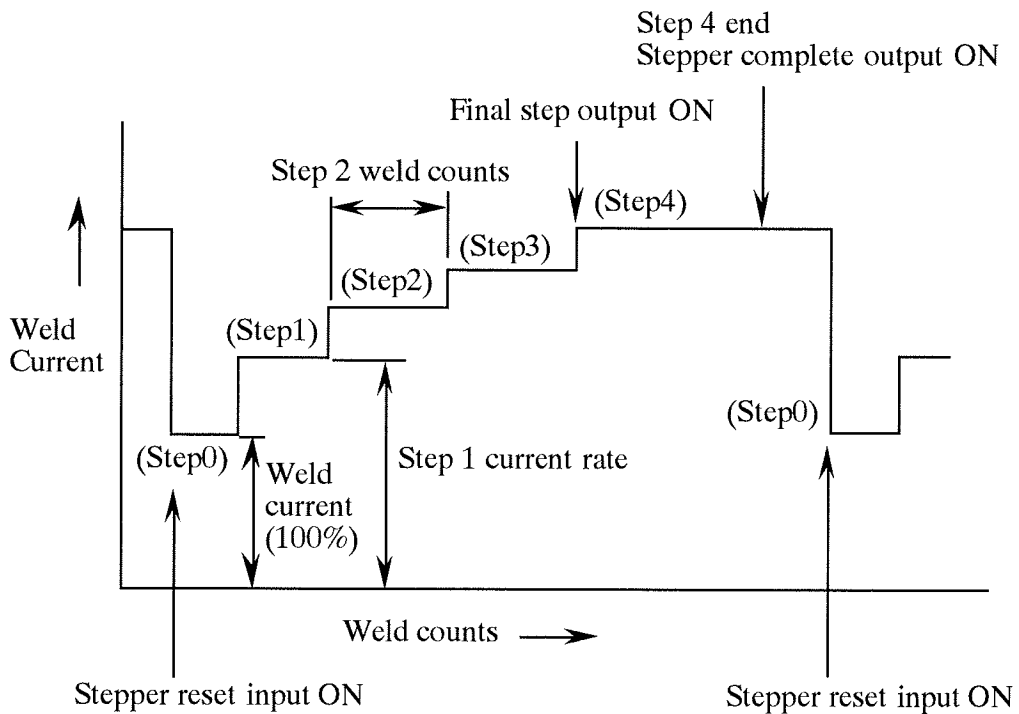 Step 4 end
Stepper complete output ON
Final step output ON
Step 2 weld counts
(Step4)
(Step3)
(Step2)
(Step1)
Weld
Current
(Step0)
(Step0)
Step 1 current rate
Weld
current
(100%)
Weld counts
Stepper reset input ON
Stepper reset input ON